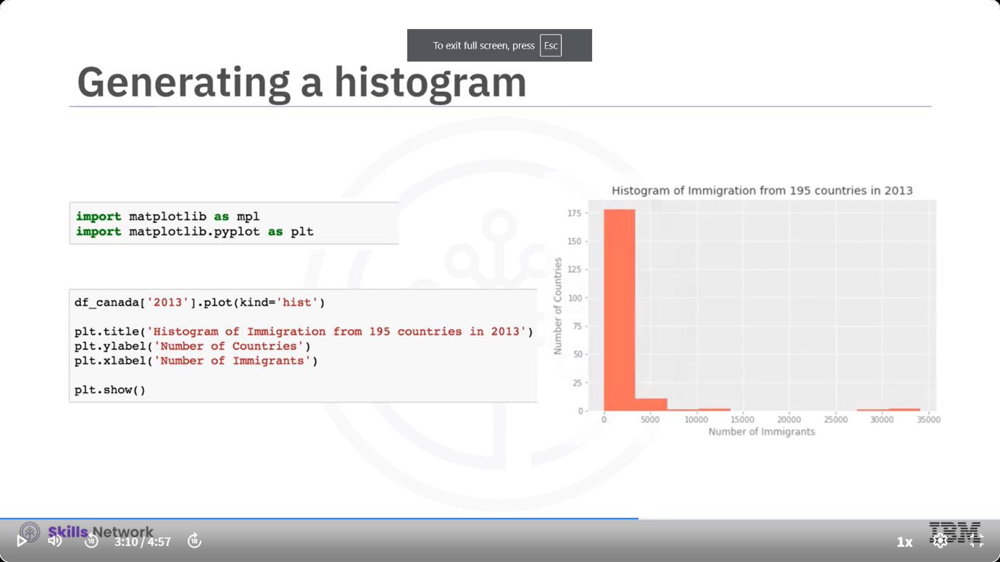 To exit full screen, press Esc
Generating a histogram
import matplotlib as mpl
import matplotlib.pyplot as plt
df_canada['2013'].plot(kind='hist')
plt.title('Histogram of Immigration from 195 countries in 2013')
plt.ylabel('Number of Countries')
plt.xlabel('Number of Immigrants')
plt.show()
Histogram of Immigration from 195 countries in 2013
Number of Countries
175
150
125
100
75
50
25
0
0 5000 10000 15000 20000 25000 30000 35000
Number of Immigrants
Skills Network
IBM
10 3:10 / 4:57 10
1x